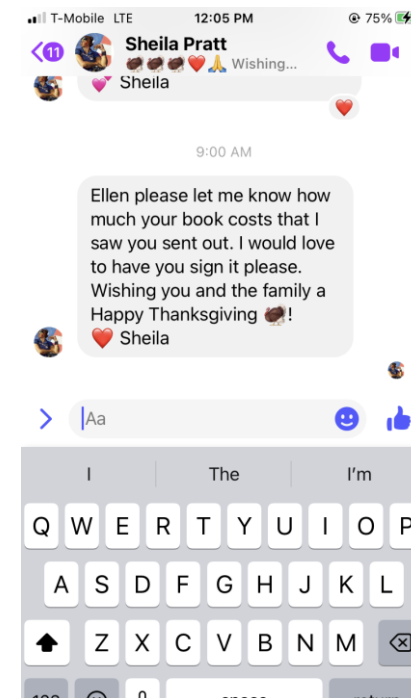 T-Mobile LTE 12:05 PM 75%
11 Sheila Pratt
🦃🦃🦃❤️🙏 Wishing...
💕 Sheila
9:00 AM
Ellen please let me know how
much your book costs that I
saw you sent out. I would love
to have you sign it please.
Wishing you and the family a
Happy Thanksgiving 🦃!
❤️ Sheila
Aa
I The I'm
Q W E R T Y U I O P
A S D F G H J K L
Z X C V B N M